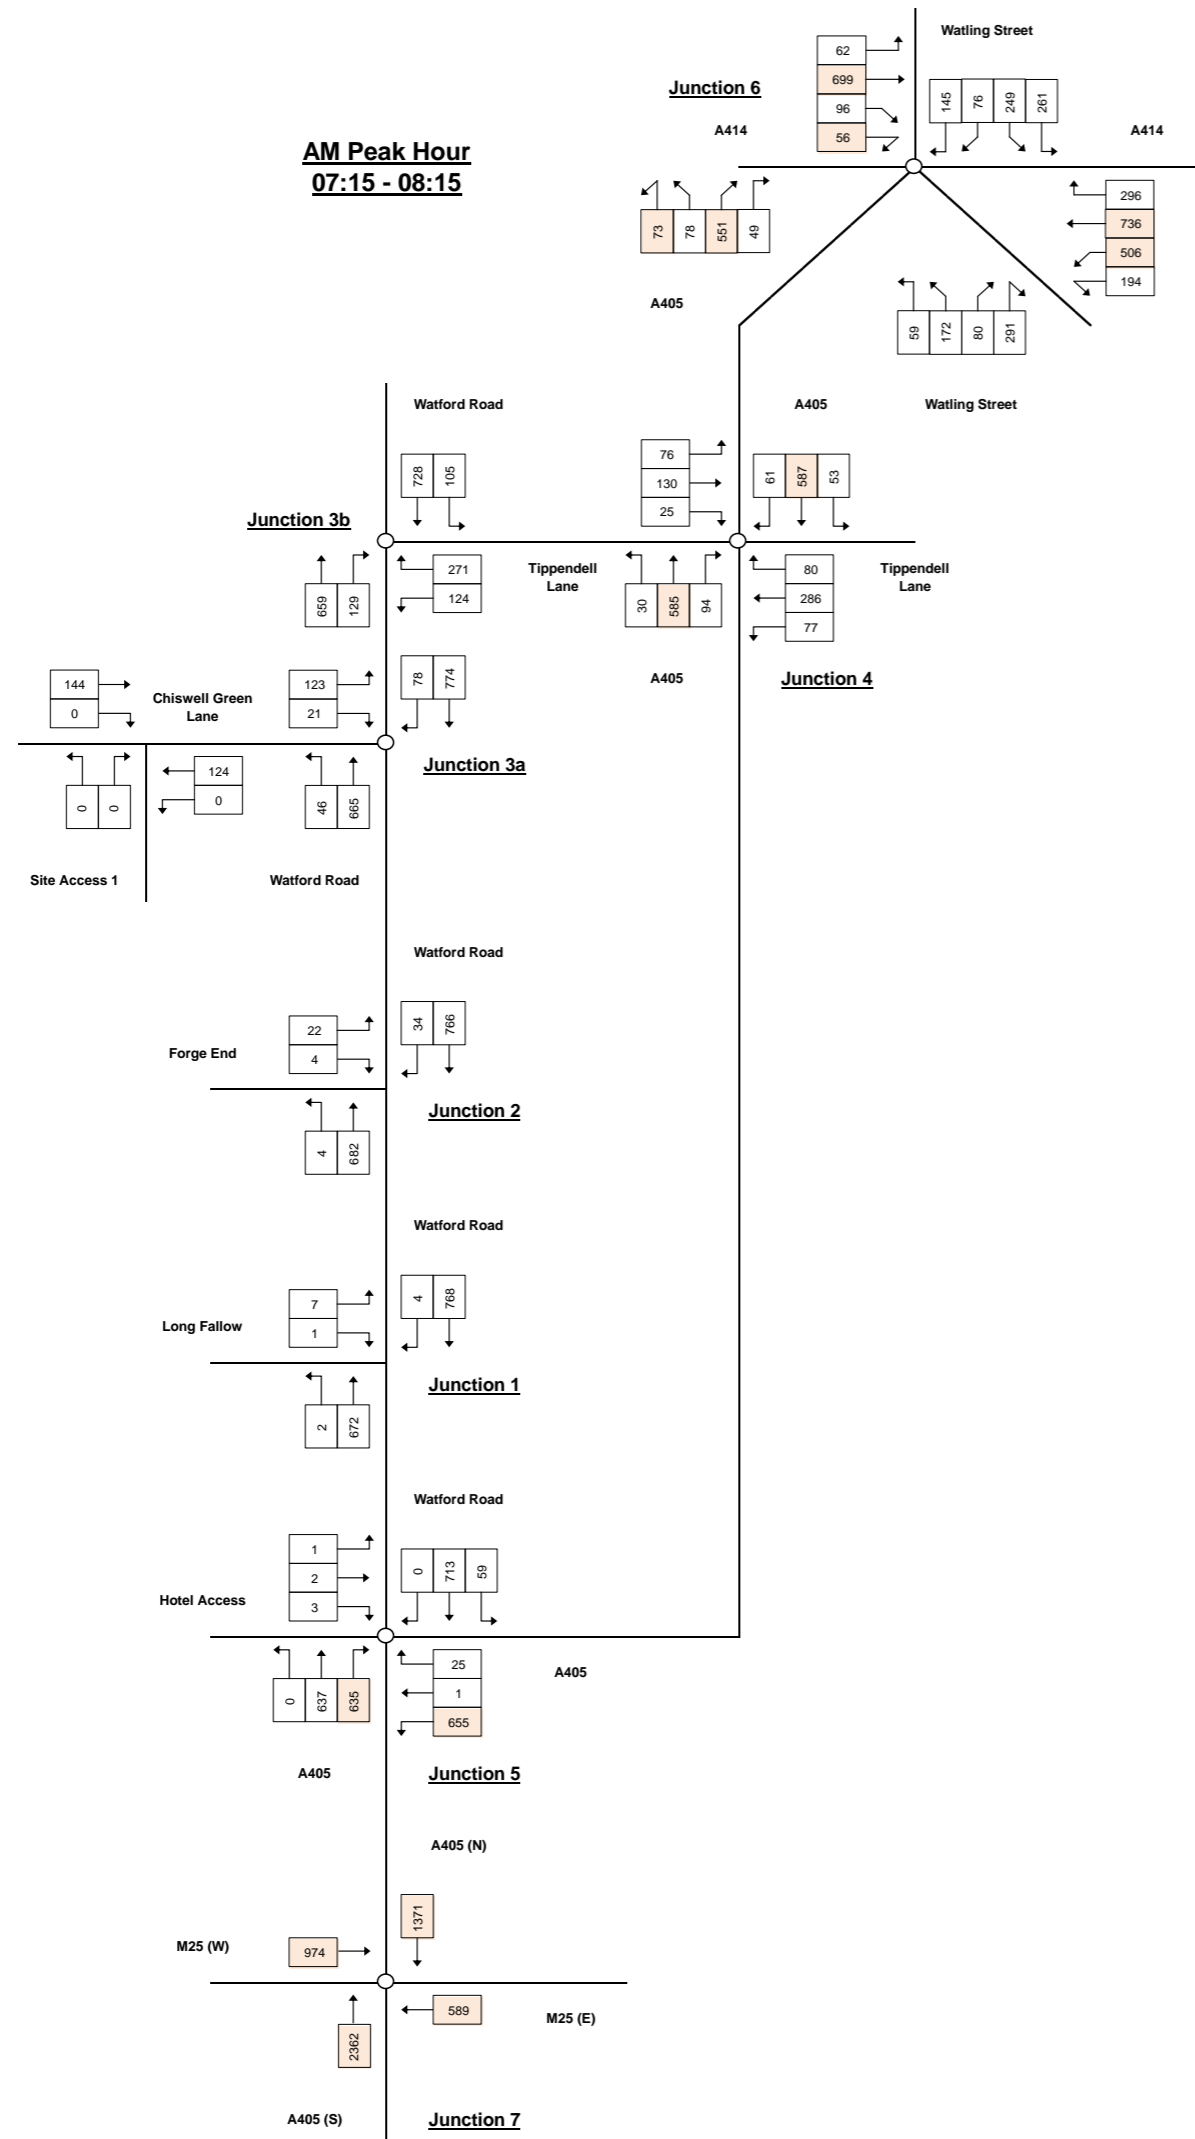 Watling Street
62
699
96
56
Junction 6
A414
145 76 249 261
A414
AM Peak Hour
07:15 - 08:15
73 78 551 49
296
736
506
194
A405
59 172 80 291
Watford Road
A405
Watling Street
728 105
76
130
25
61 587 53
Junction 3b
659 129
271
124
Tippendell
Lane
30 585 94
80
286
77
Tippendell
Lane
144
0
Chiswell Green
Lane
123
21
78 774
A405
Junction 4
Junction 3a
0 0
124
0
46 665
Site Access 1
Watford Road
Watford Road
22
4
34 766
Forge End
Junction 2
4 682
Watford Road
7
1
4 768
Long Fallow
Junction 1
2 672
Watford Road
1
2
3
0 713 59
Hotel Access
0 637 635
25
1
655
A405
A405
Junction 5
A405 (N)
1371
M25 (W)
974
589
M25 (E)
2362
A405 (S)
Junction 7